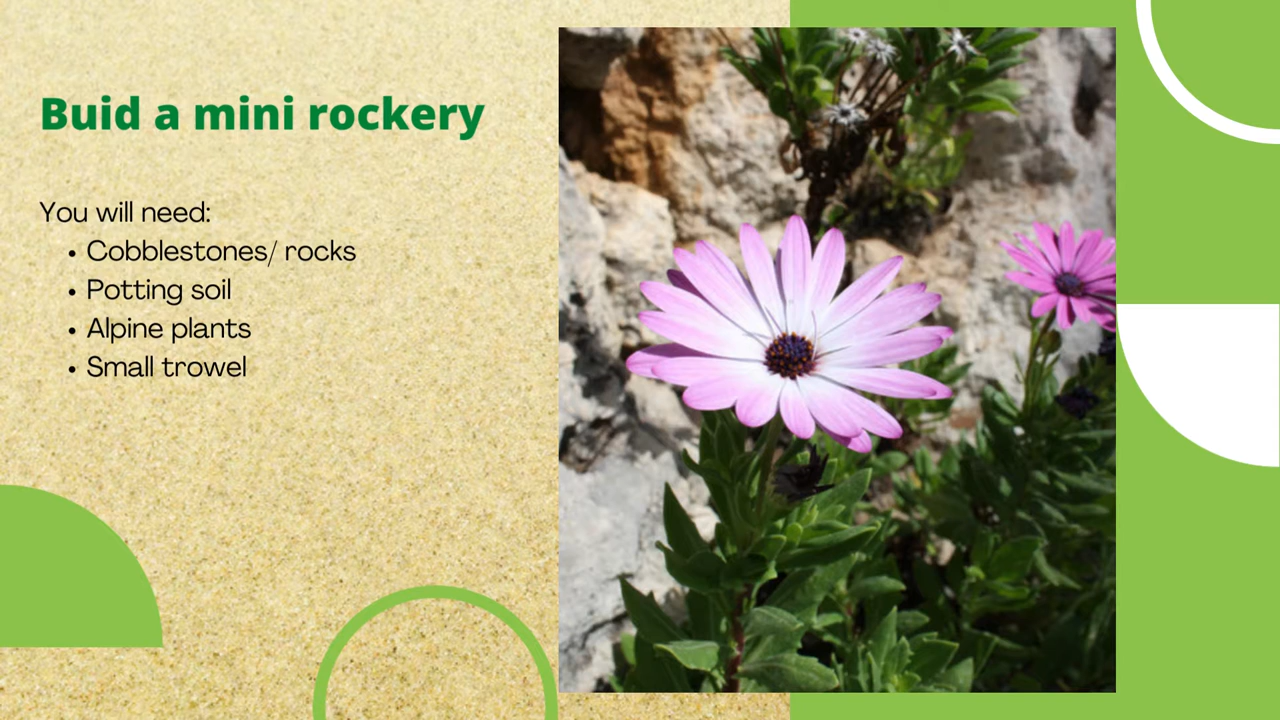 Buid a mini rockery
You will need:
• Cobblestones/ rocks
• Potting soil
• Alpine plants
• Small trowel